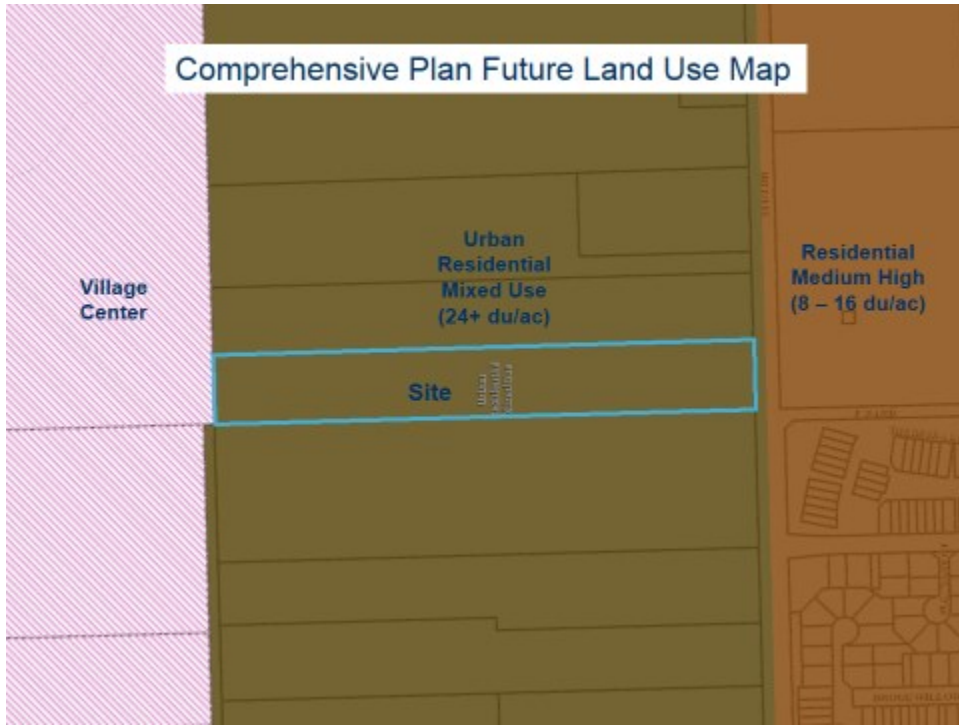 Comprehensive Plan Future Land Use Map
Urban
Residential
Mixed Use
(24+ du/ac)
Residential
Medium High
(8 – 16 du/ac)
Village
Center
Site